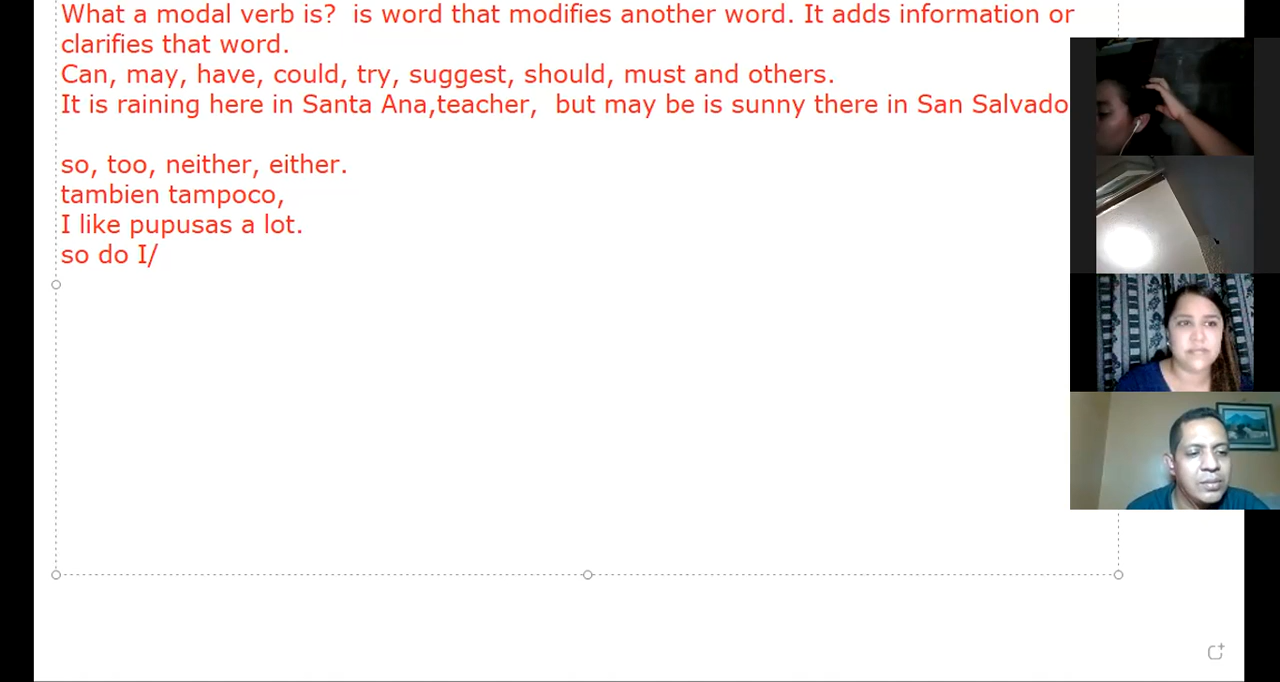 What a modal verb is?  is word that modifies another word. It adds information or
clarifies that word.
Can, may, have, could, try, suggest, should, must and others.
It is raining here in Santa Ana,teacher,  but may be is sunny there in San Salvado
so, too, neither, either.
tambien tampoco,
I like pupusas a lot.
so do I/